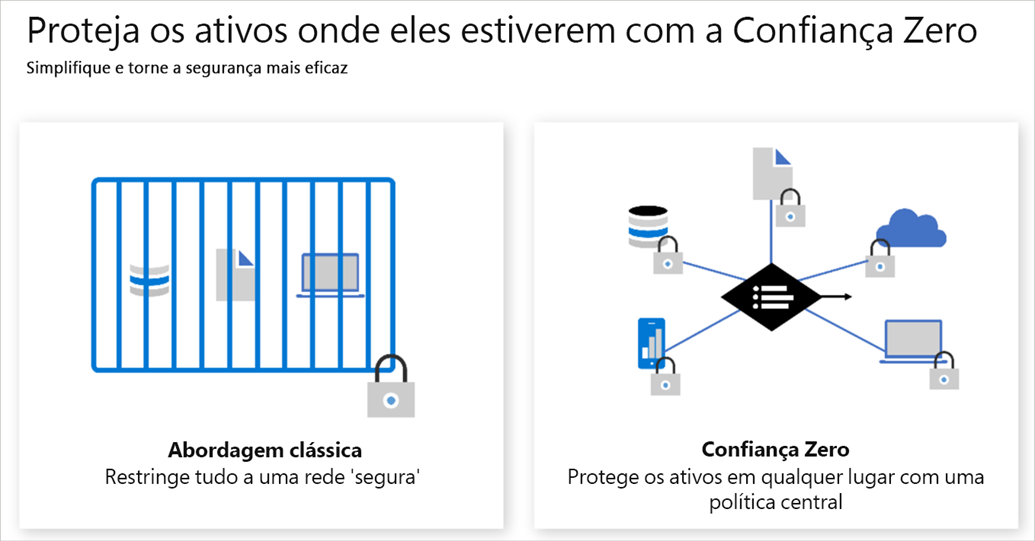 Proteja os ativos onde eles estiverem com a Confiança Zero
Simplifique e torne a segurança mais eficaz
Abordagem clássica
Restringe tudo a uma rede 'segura'
Confiança Zero
Protege os ativos em qualquer lugar com uma
política central